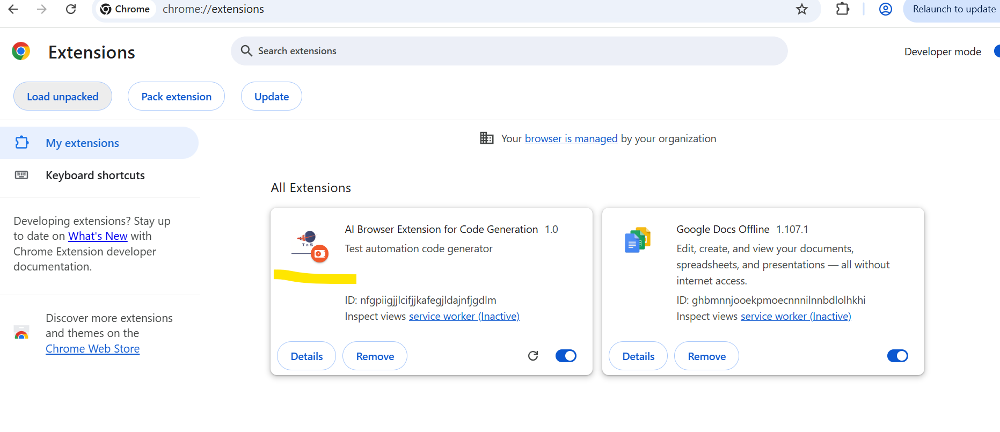 Chrome chrome://extensions Relaunch to update
Extensions Search extensions Developer mode
Load unpacked Pack extension Update
My extensions
Keyboard shortcuts
Developing extensions? Stay up
to date on What's New with
Chrome Extension developer
documentation.
Discover more extensions
and themes on the
Chrome Web Store
Your browser is managed by your organization
All Extensions
AI Browser Extension for Code Generation 1.0
Test automation code generator
TnS
ID: nfgpiigjjlcifjjkafegjldajnfjgdlm
Inspect views service worker (Inactive)
Details Remove
Google Docs Offline 1.107.1
Edit, create, and view your documents,
spreadsheets, and presentations — all without
internet access.
ID: ghbmnnjooekpmoecnnnilnnbdlolhkhi
Inspect views service worker (Inactive)
Details Remove